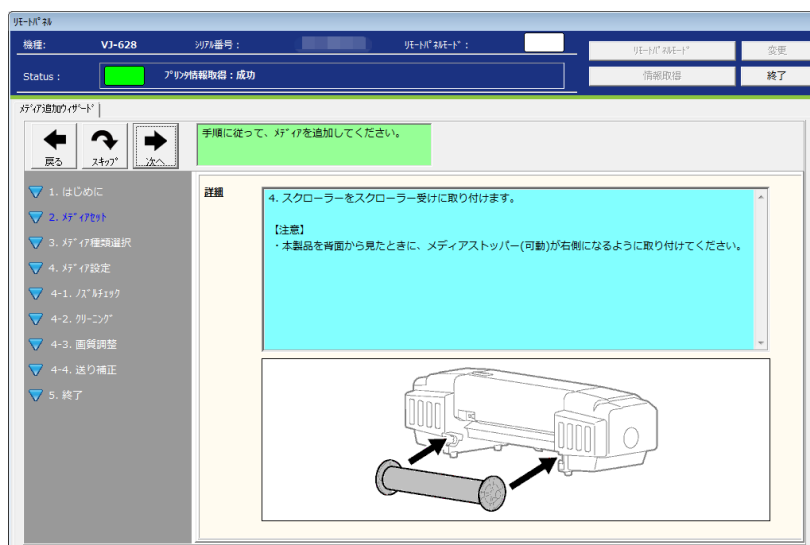 リモートパネル
機種: VJ-628 シリアル番号: リモートパネルモード: リモートパネルモード 変更
Status: プリンタ情報取得:成功 情報取得 終了
メディア追加ウィザード
戻る スキップ 次へ
手順に従って、メディアを追加してください。
1. はじめに
2. メディアセット
3. メディア種類選択
4. メディア設定
4-1. ノズルチェック
4-2. クリーニング
4-3. 画質調整
4-4. 送り補正
5. 終了
詳細
4. スクローラーをスクローラー受けに取り付けます。
【注意】
・本製品を背面から見たときに、メディアストッパー(可動)が右側になるように取り付けてください。